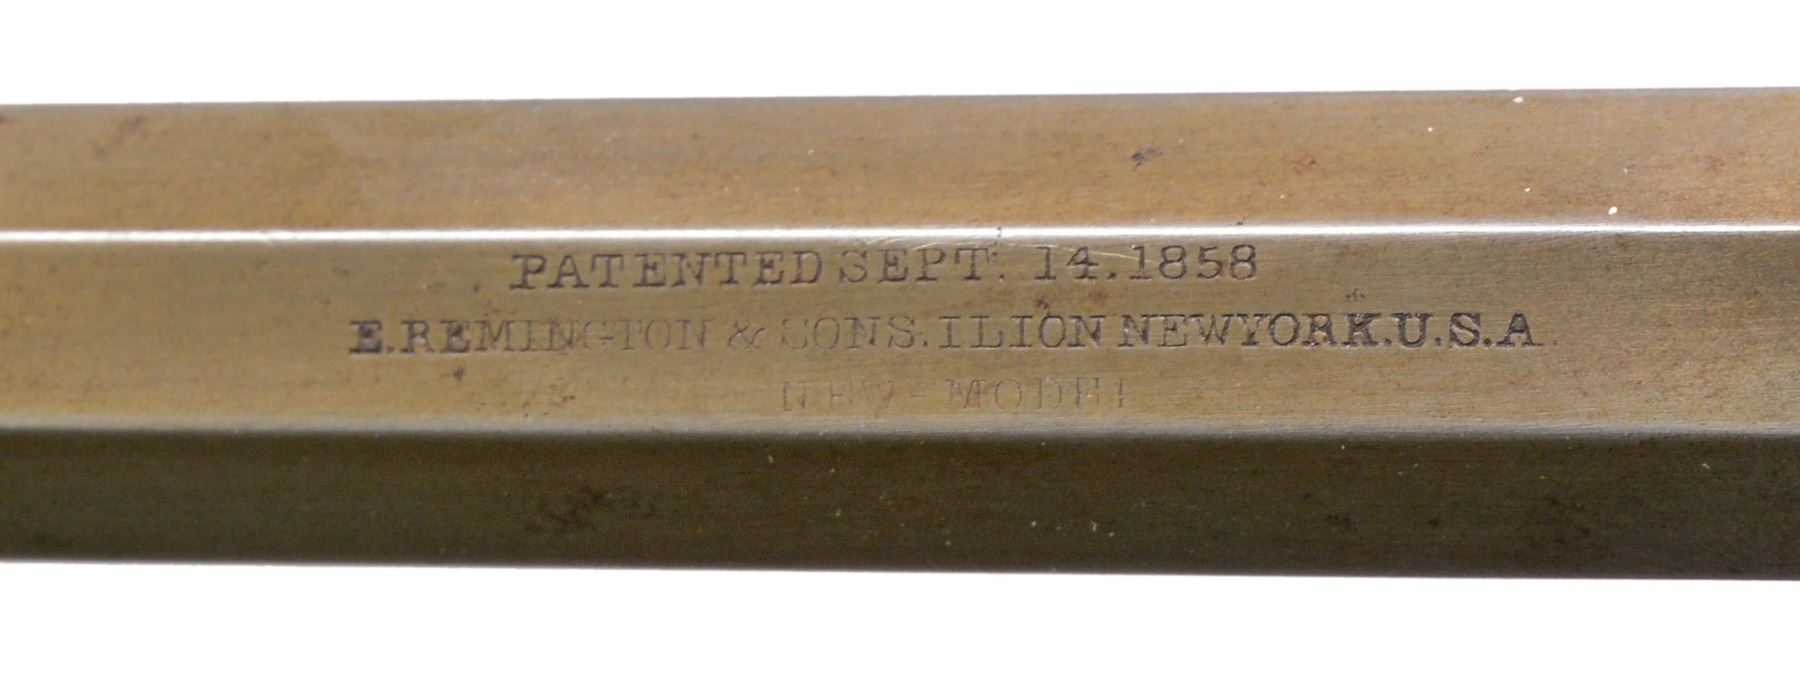 PATENTED SEPT. 14.1858
E.REMINGTON & SONS.ILION NEWYORK.U.S.A.
NEW-MODEL